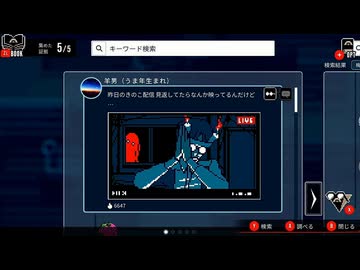 BOOK
集めた
証拠
5/5
キーワード検索
検索結果
羊男（うま年生まれ）
昨日のきのこ配信 見返してたらなんか映ってるんだけど
...
LIVE
6647
検索
調べる
閉じる